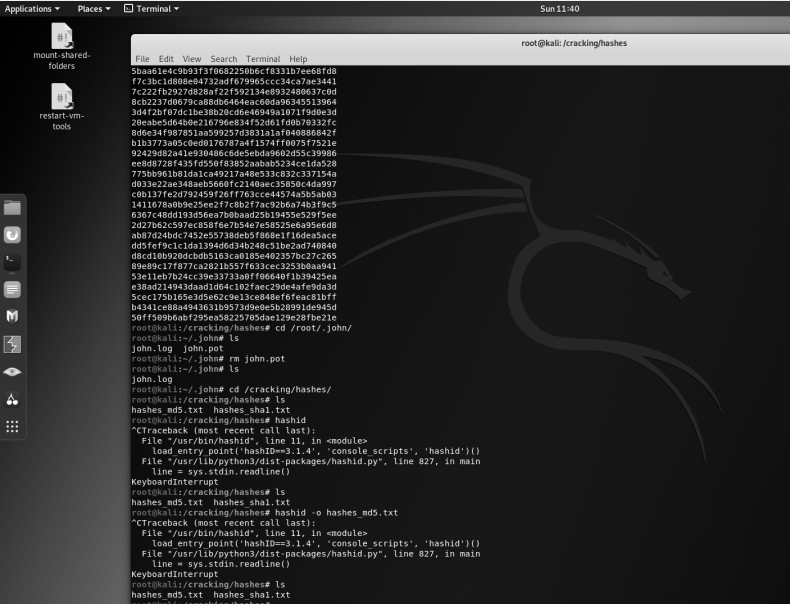 Applications ▾ Places ▾ Terminal ▾ Sun 11:40
mount-shared-
folders
restart-vm-
tools
root@kali: /cracking/hashes
File Edit View Search Terminal Help
5baa61e4c9b93f3f0682250b6cf8331b7ee68fd8
f7c3bc1d808e04732adf679965ccc34ca7ae3441
7c222fb2927d828af22f592134e8932480637c0d
8cb2237d0679ca88db6464eac60da96345513964
3d4f2bf07dc1be38b20cd6e46949a1071f9d0e3d
20eabe5d64b0e216796e834f52d61fd0b70332fc
8d6e34f987851aa599257d3831a1af040886842f
b1b3773a05c0ed0176787a4f1574ff0075f7521e
92429d82a41e930486c6de5ebda9602d55c39986
ee8d8728f435fd550f83852aabab5234ce1da528
775bb961b81da1ca49217a48e533c832c337154a
d033e22ae348aeb5660fc2140aec35850c4da997
c0b137fe2d792459f26ff763cce44574a5b5ab03
1411678a0b9e25ee2f7c8b2f7ac92b6a74b3f9c5
6367c48dd193d56ea7b0baad25b19455e529f5ee
2d27b62c597ec858f6e7b54e7e58525e6a95e6d8
ab87d24bdc7452e55738deb5f868e1f16dea5ace
dd5fef9c1c1da1394d6d34b248c51be2ad740840
d8cd10b920dcbdb5163ca0185e402357bc27c265
89e89c17f877ca2821b557f633cec3253b0aa941
53e11eb7b24cc39e33733a0ff06640f1b39425ea
e38ad214943daad1d64c102faec29de4afe9da3d
5cec175b165e3d5e62c9e13ce848ef6feac81bff
b4341ce88a4943631b9573d9e0e5b28991de945d
50ff509b6abf295ea58225705dae129e28fbe21e
root@kali:/cracking/hashes# cd /root/.john/
root@kali:~/.john# ls
john.log john.pot
root@kali:~/.john# rm john.pot
root@kali:~/.john# ls
john.log
root@kali:~/.john# cd /cracking/hashes/
root@kali:/cracking/hashes# ls
hashes_md5.txt hashes_sha1.txt
root@kali:/cracking/hashes# hashid
^CTraceback (most recent call last):
File "/usr/bin/hashid", line 11, in <module>
load_entry_point('hashID==3.1.4', 'console_scripts', 'hashid')()
File "/usr/lib/python3/dist-packages/hashid.py", line 827, in main
line = sys.stdin.readline()
KeyboardInterrupt
root@kali:/cracking/hashes# ls
hashes_md5.txt hashes_sha1.txt
root@kali:/cracking/hashes# hashid -o hashes_md5.txt
^CTraceback (most recent call last):
File "/usr/bin/hashid", line 11, in <module>
load_entry_point('hashID==3.1.4', 'console_scripts', 'hashid')()
File "/usr/lib/python3/dist-packages/hashid.py", line 827, in main
line = sys.stdin.readline()
KeyboardInterrupt
root@kali:/cracking/hashes# ls
hashes_md5.txt hashes_sha1.txt